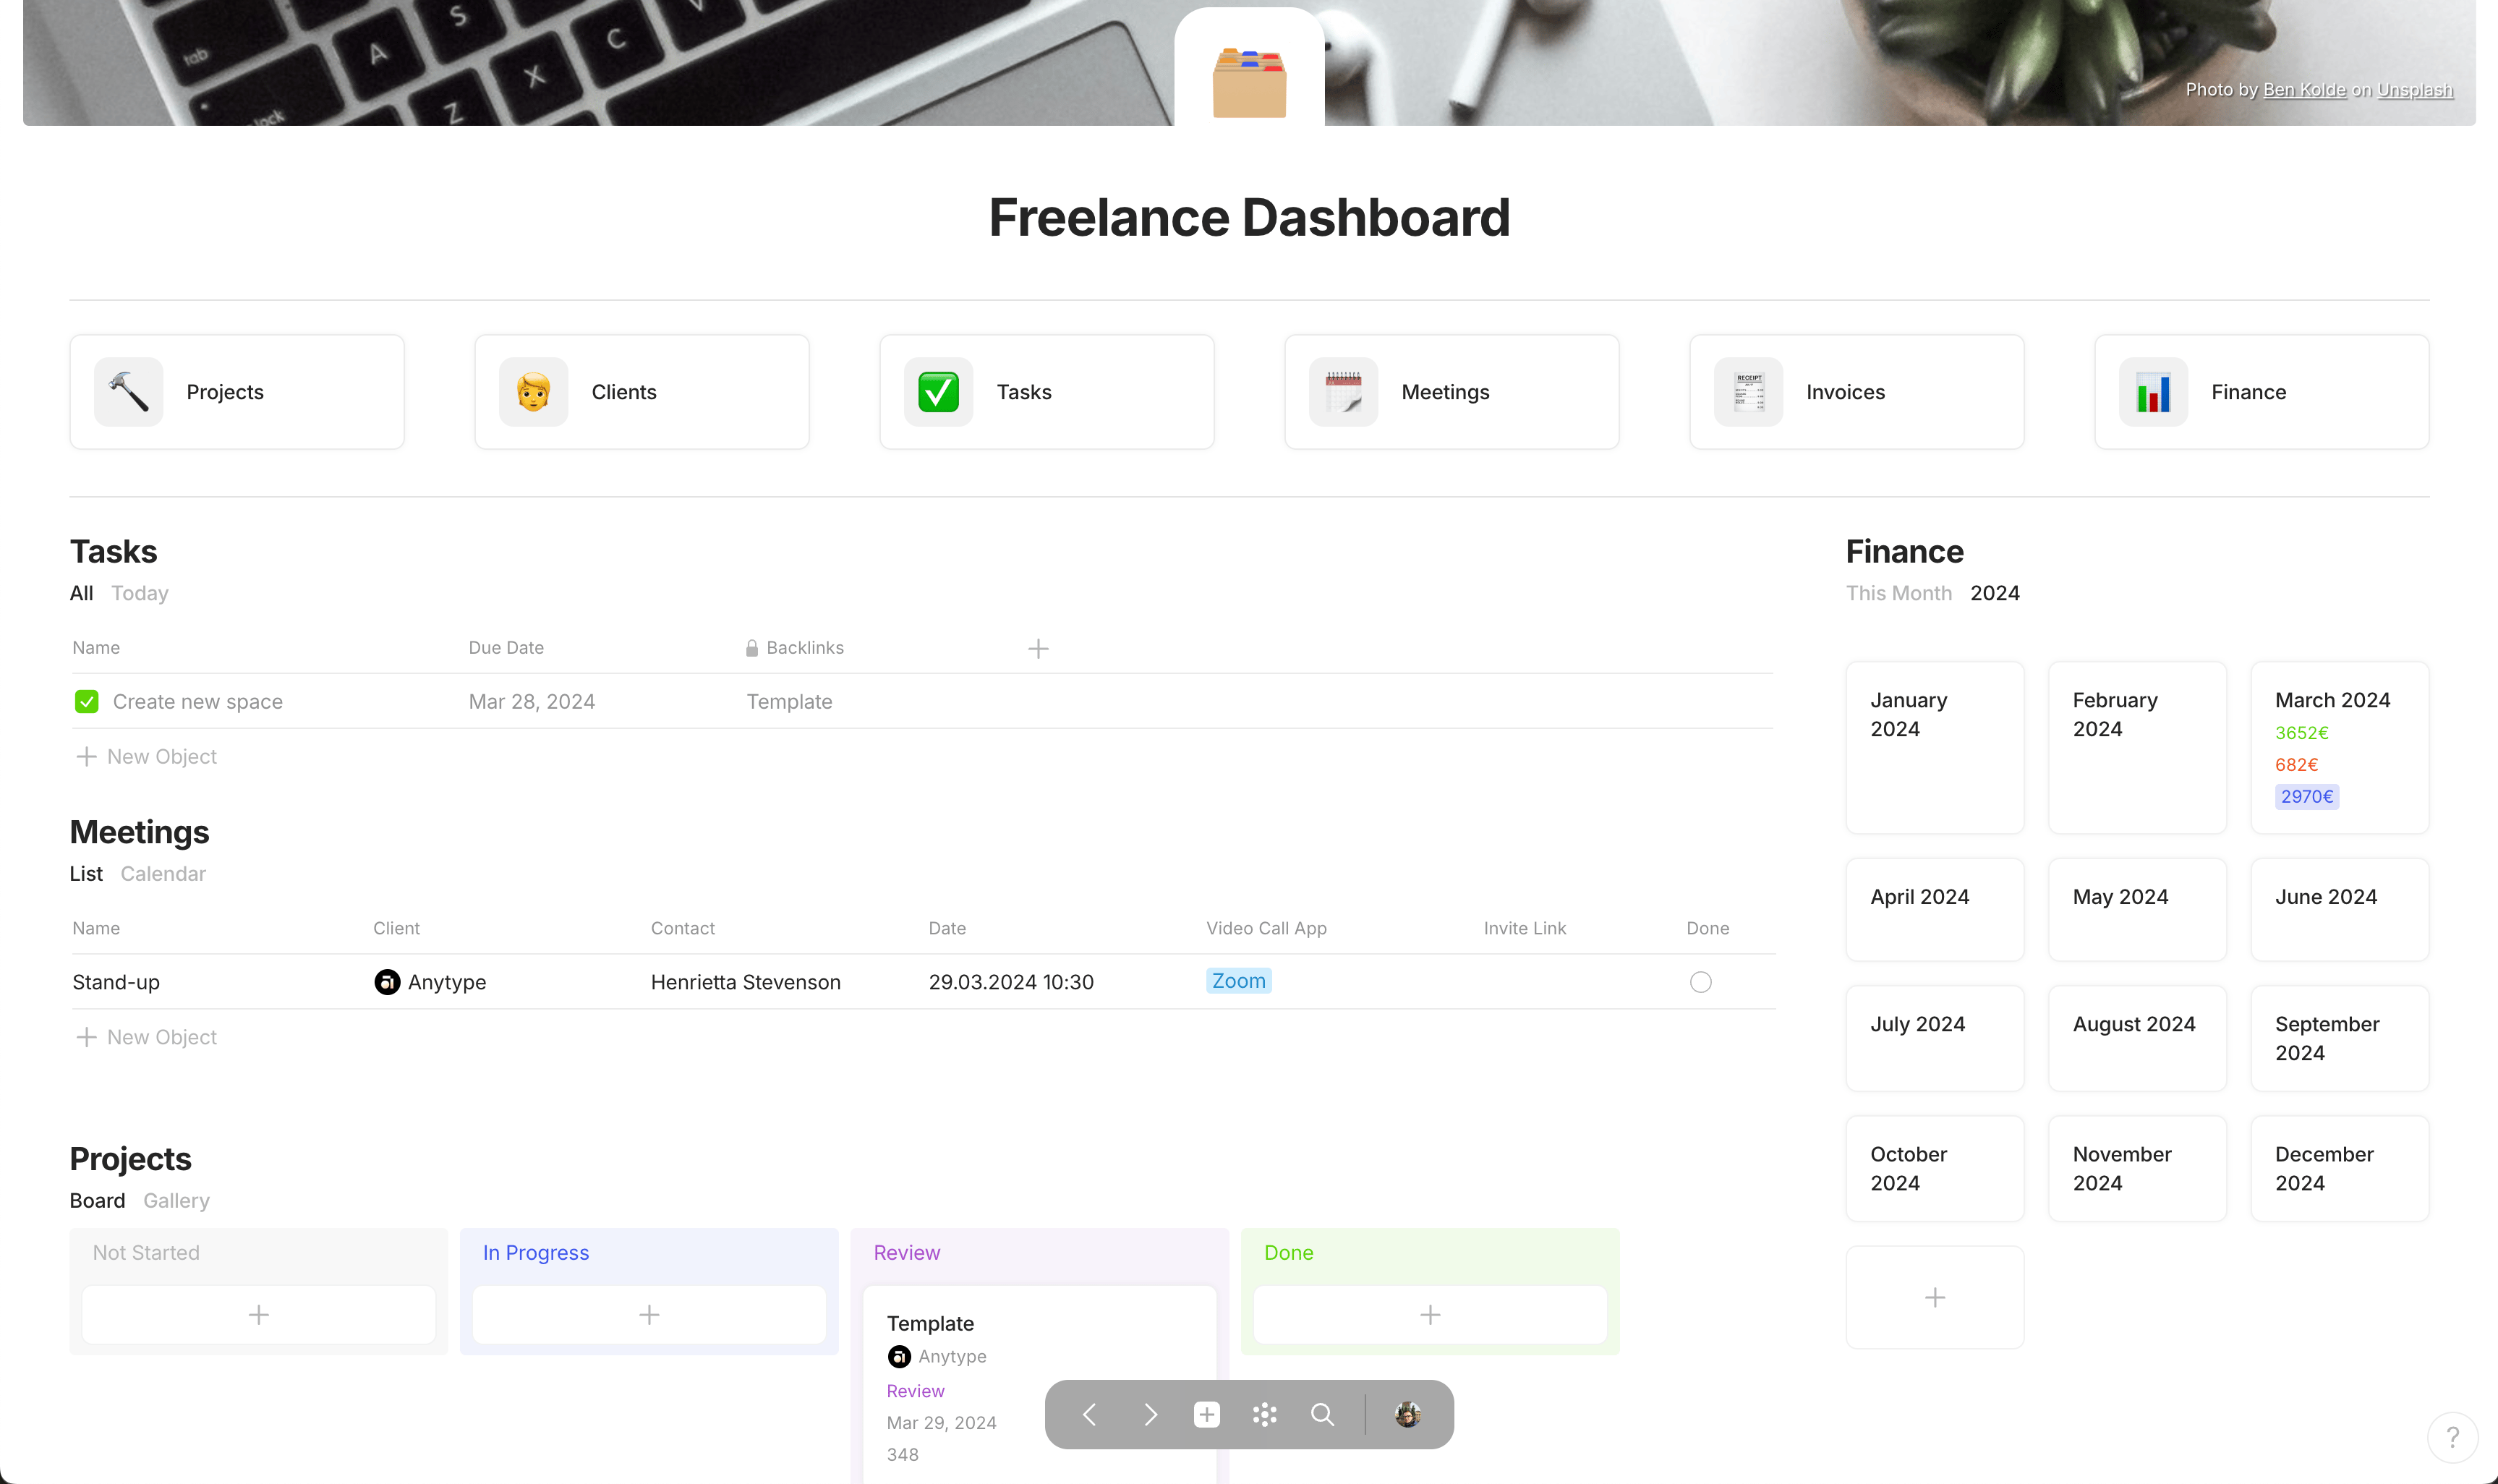 tab
A
S
Z
X
C
V
lock
Photo by Ben Kolde on Unsplash
Freelance Dashboard
Projects
Clients
Tasks
Meetings
RECEIPT
Invoices
Finance
Tasks
All Today
Name Due Date Backlinks
Create new space Mar 28, 2024 Template
New Object
Meetings
List Calendar
Name Client Contact Date Video Call App Invite Link Done
Stand-up Anytype Henrietta Stevenson 29.03.2024 10:30 Zoom
New Object
Projects
Board Gallery
Not Started
In Progress
Review
Template
Anytype
Review
Mar 29, 2024
348
Done
Finance
This Month 2024
January
2024
February
2024
March 2024
3652€
682€
2970€
April 2024
May 2024
June 2024
July 2024
August 2024
September
2024
October
2024
November
2024
December
2024
?